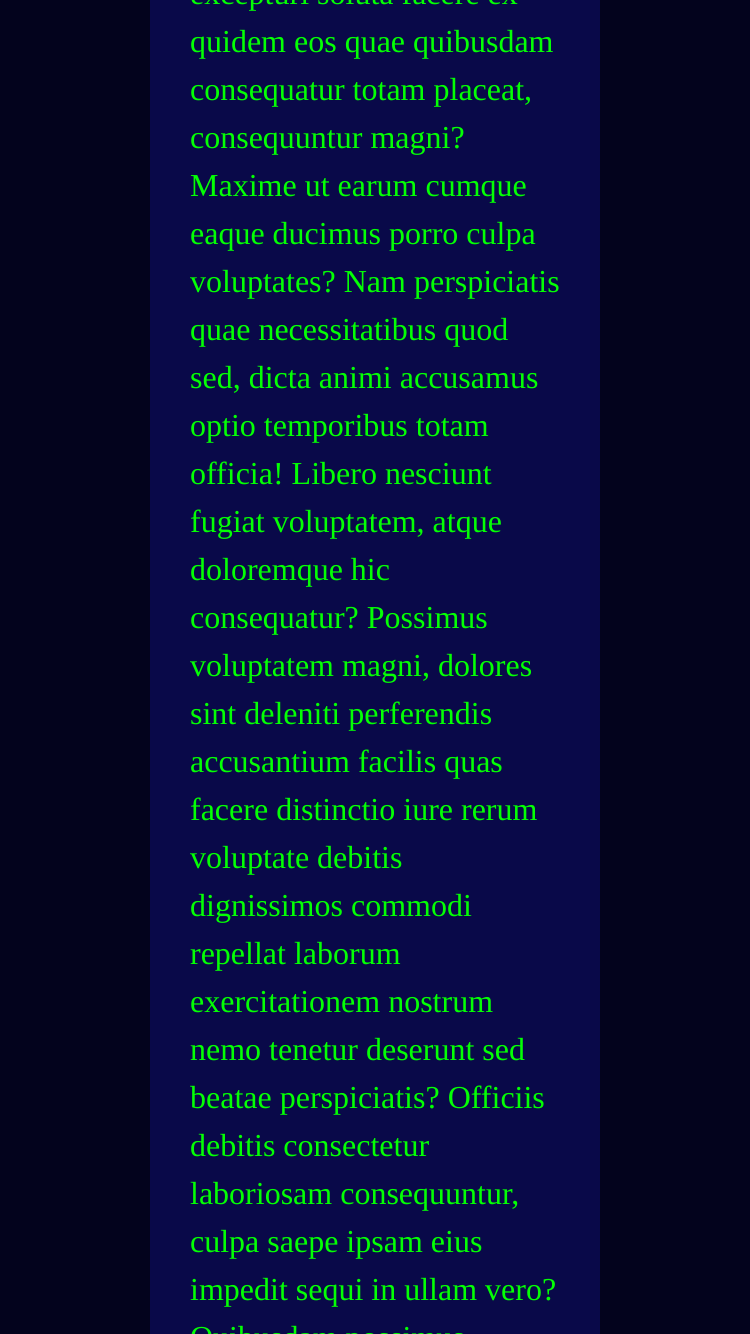 excepturi soluta facere ex
quidem eos quae quibusdam
consequatur totam placeat,
consequuntur magni?
Maxime ut earum cumque
eaque ducimus porro culpa
voluptates? Nam perspiciatis
quae necessitatibus quod
sed, dicta animi accusamus
optio temporibus totam
officia! Libero nesciunt
fugiat voluptatem, atque
doloremque hic
consequatur? Possimus
voluptatem magni, dolores
sint deleniti perferendis
accusantium facilis quas
facere distinctio iure rerum
voluptate debitis
dignissimos commodi
repellat laborum
exercitationem nostrum
nemo tenetur deserunt sed
beatae perspiciatis? Officiis
debitis consectetur
laboriosam consequuntur,
culpa saepe ipsam eius
impedit sequi in ullam vero?